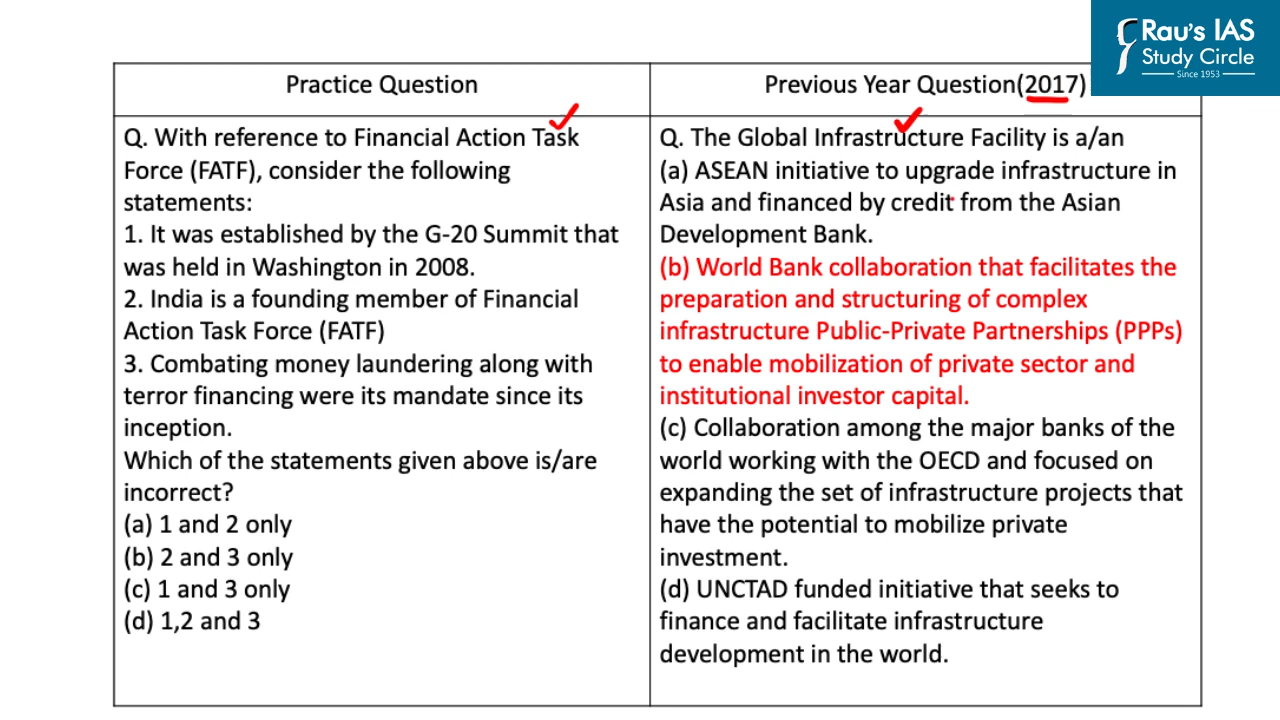 Rau's IAS
Study Circle
Since 1953
Practice Question
Previous Year Question(2017)
Q. With reference to Financial Action Task
Force (FATF), consider the following
statements:
1. It was established by the G-20 Summit that
was held in Washington in 2008.
2. India is a founding member of Financial
Action Task Force (FATF)
3. Combating money laundering along with
terror financing were its mandate since its
inception.
Which of the statements given above is/are
incorrect?
(a) 1 and 2 only
(b) 2 and 3 only
(c) 1 and 3 only
(d) 1,2 and 3
Q. The Global Infrastructure Facility is a/an
(a) ASEAN initiative to upgrade infrastructure in
Asia and financed by credit from the Asian
Development Bank.
(b) World Bank collaboration that facilitates the
preparation and structuring of complex
infrastructure Public-Private Partnerships (PPPs)
to enable mobilization of private sector and
institutional investor capital.
(c) Collaboration among the major banks of the
world working with the OECD and focused on
expanding the set of infrastructure projects that
have the potential to mobilize private
investment.
(d) UNCTAD funded initiative that seeks to
finance and facilitate infrastructure
development in the world.